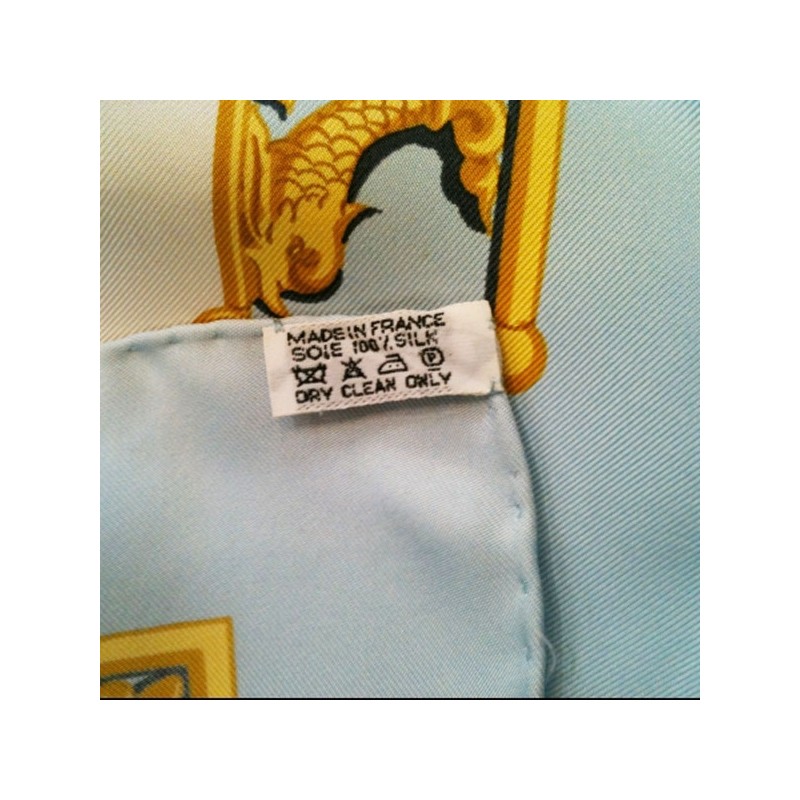 MADE IN FRANCE
SOIE 100% SILK
P
DRY CLEAN ONLY